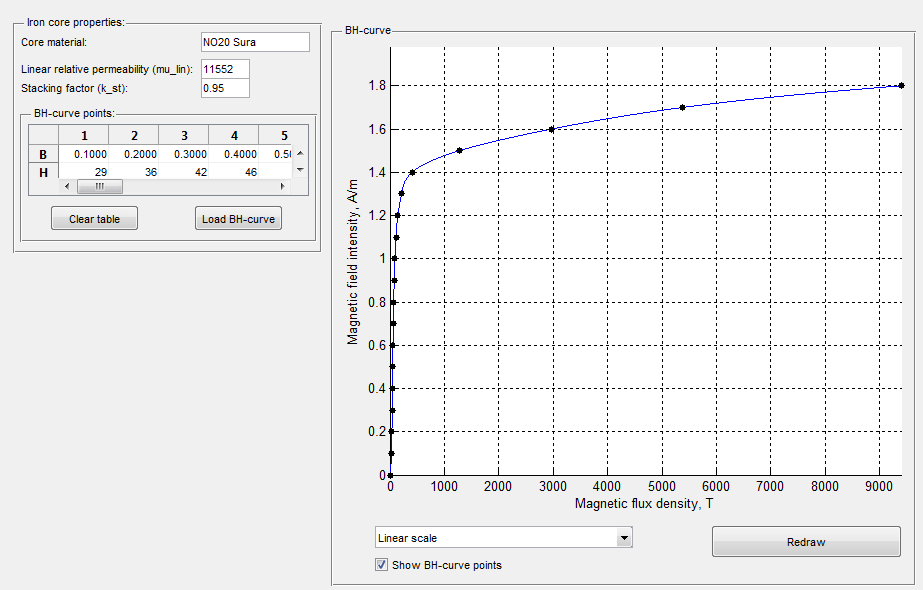 Iron core properties:
Core material: NO20 Sura
Linear relative permeability (mu_lin): 11552
Stacking factor (k_st): 0.95
BH-curve points:
1 2 3 4 5
B 0.1000 0.2000 0.3000 0.4000 0.50
H 29 36 42 46
Clear table Load BH-curve
BH-curve
Magnetic field intensity, A/m
1.8
1.6
1.4
1.2
1
0.8
0.6
0.4
0.2
0
0 1000 2000 3000 4000 5000 6000 7000 8000 9000
Magnetic flux density, T
Linear scale
Redraw
Show BH-curve points